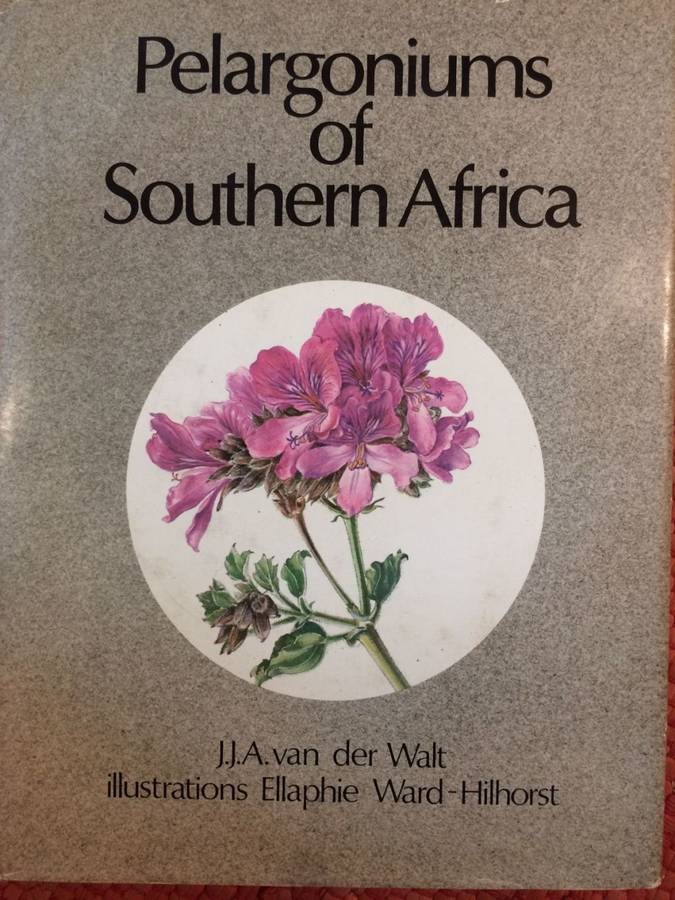 Pelargoniums
of
Southern Africa
J.J.A. van der Walt
illustrations Ellaphie Ward-Hilhorst